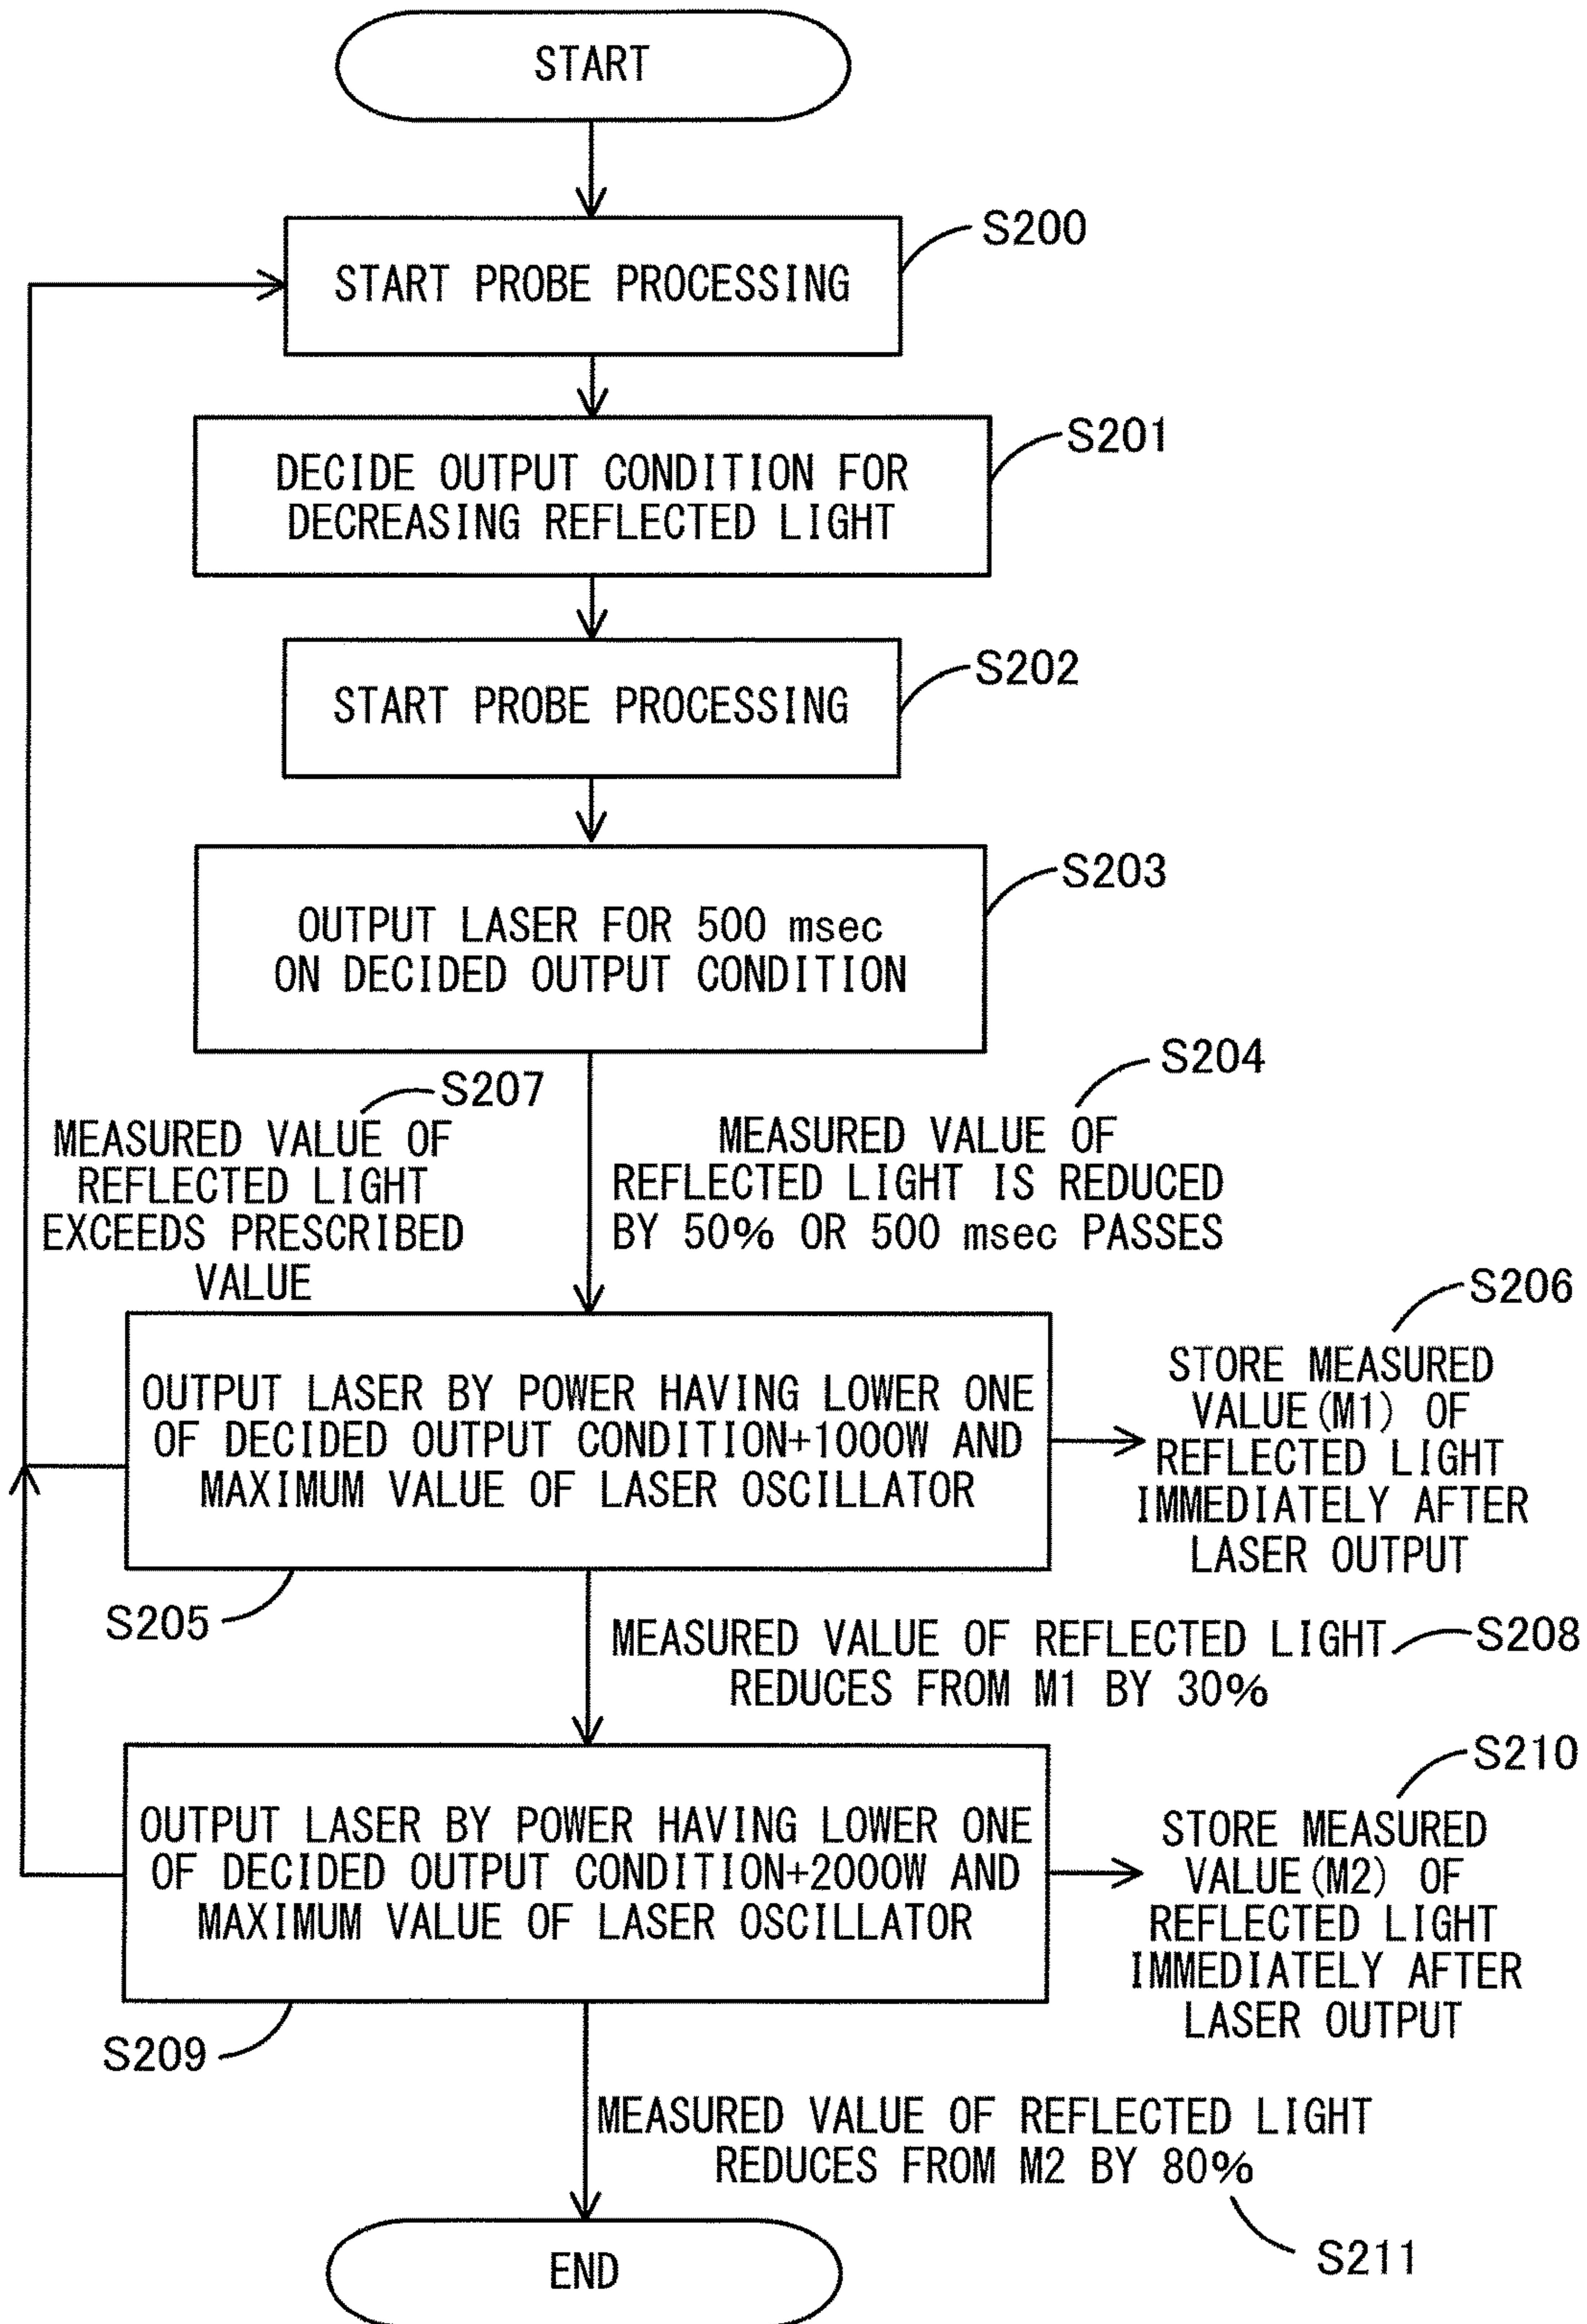 START
S200
START PROBE PROCESSING
S201
DECIDE OUTPUT CONDITION FOR
DECREASING REFLECTED LIGHT
S202
START PROBE PROCESSING
S203
OUTPUT LASER FOR 500 msec
ON DECIDED OUTPUT CONDITION
S204
MEASURED VALUE OF
REFLECTED LIGHT IS REDUCED
BY 50% OR 500 msec PASSES
S207
MEASURED VALUE OF
REFLECTED LIGHT
EXCEEDS PRESCRIBED
VALUE
OUTPUT LASER BY POWER HAVING LOWER ONE
OF DECIDED OUTPUT CONDITION+1000W AND
MAXIMUM VALUE OF LASER OSCILLATOR
S205
S206
STORE MEASURED
VALUE(M1) OF
REFLECTED LIGHT
IMMEDIATELY AFTER
LASER OUTPUT
MEASURED VALUE OF REFLECTED LIGHT
REDUCES FROM M1 BY 30%
S208
OUTPUT LASER BY POWER HAVING LOWER ONE
OF DECIDED OUTPUT CONDITION+2000W AND
MAXIMUM VALUE OF LASER OSCILLATOR
S209
S210
STORE MEASURED
VALUE(M2) OF
REFLECTED LIGHT
IMMEDIATELY AFTER
LASER OUTPUT
MEASURED VALUE OF REFLECTED LIGHT
REDUCES FROM M2 BY 80%
S211
END